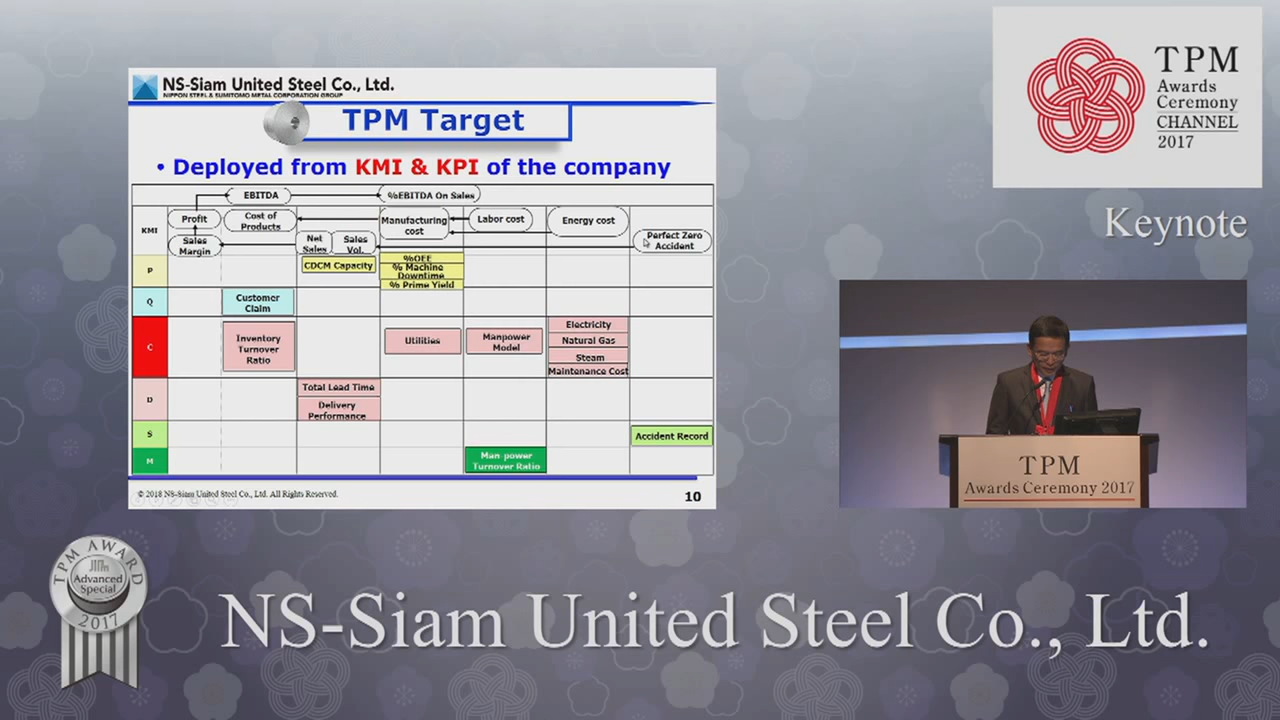 NS-Siam United Steel Co., Ltd.
NIPPON STEEL & SUMITOMO METAL CORPORATION GROUP
TPM Target
• Deployed from KMI & KPI of the company
EBITDA
%EBITDA On Sales
KMI
Profit
Cost of
Products
Manufacturing
cost
Labor cost
Energy cost
Sales
Margin
Net
Sales
Sales
Vol.
Perfect Zero
Accident
P
CDCM Capacity
%OEE
% Machine
Downtime
% Prime Yield
Q
Customer
Claim
C
Inventory
Turnover
Ratio
Utilities
Manpower
Model
Electricity
Natural Gas
Steam
Maintenance Cost
D
Total Lead Time
Delivery
Performance
S
Accident Record
M
Man-power
Turnover Ratio
© 2018 NS-Siam United Steel Co., Ltd. All Rights Reserved.
10
TPM
Awards
Ceremony
CHANNEL
2017
Keynote
TPM
Awards Ceremony 2017
TPM AWARD
JIPM
Advanced
Special
2017
NS-Siam United Steel Co., Ltd.